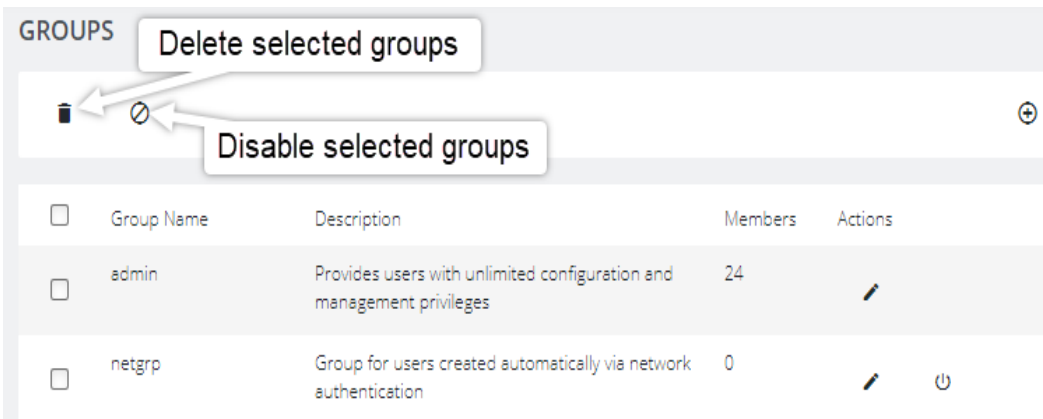 GROUPS
Delete selected groups
Disable selected groups
Group Name Description Members Actions
admin Provides users with unlimited configuration and 24
management privileges
netgrp Group for users created automatically via network 0
authentication